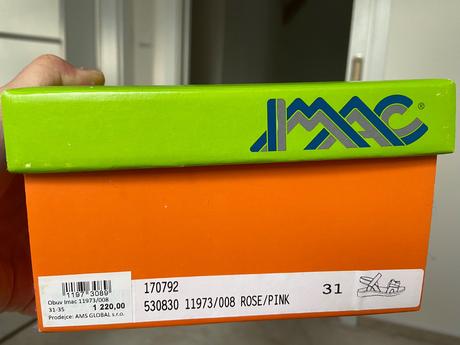 IMAC®
1197 3089
Obuv Imac 11973/008
31-35 1 220,00
Prodejce: AMS GLOBAL s.r.o.
170792 31
530830 11973/008 ROSE/PINK